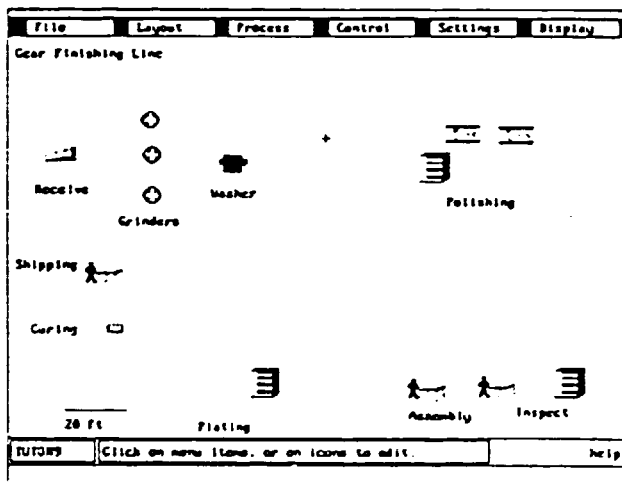 File Layout Process Control Settings Display
Gear Finishing Line
Receive
Grinders
Washer
Polishing
Shipping
Curing
20 Ft
Plating
Assembly
Inspect
TUTOR9 Click on menu items, or on icons to edit. help